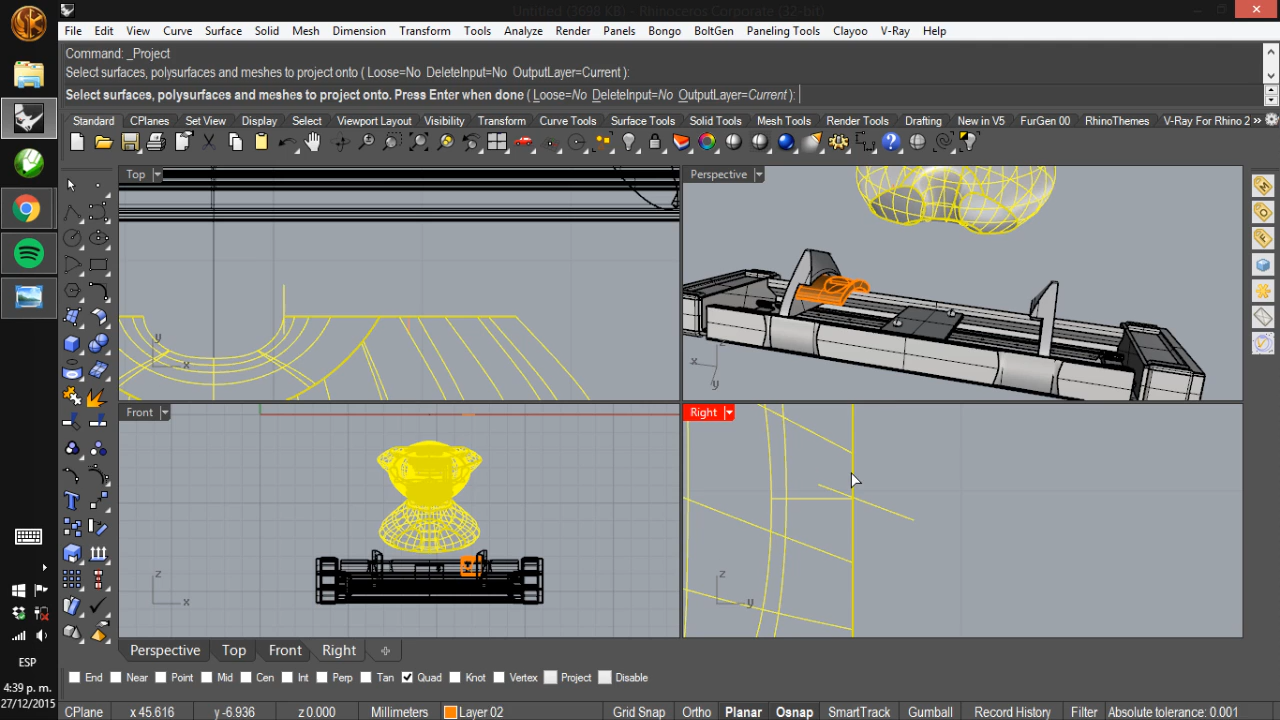 Untitled (3698 KB) - Rhinoceros Corporate (32-bit)
File Edit View Curve Surface Solid Mesh Dimension Transform Tools Analyze Render Panels Bongo BoltGen Paneling Tools Clayoo V-Ray Help
Command: _Project
Select surfaces, polysurfaces and meshes to project onto ( Loose=No DeleteInput=No OutputLayer=Current ):
Select surfaces, polysurfaces and meshes to project onto. Press Enter when done ( Loose=No DeleteInput=No OutputLayer=Current ):
Standard CPlanes Set View Display Select Viewport Layout Visibility Transform Curve Tools Surface Tools Solid Tools Mesh Tools Render Tools Drafting New in V5 FurGen 00 RhinoThemes V-Ray For Rhino 2 »
Top
Perspective
y
x
z
x
y
Front
Right
z
x
z
y
Perspective Top Front Right
End Near Point Mid Cen Int Perp Tan Quad Knot Vertex Project Disable
CPlane x 45.616 y -6.936 z 0.000 Millimeters Layer 02 Grid Snap Ortho Planar Osnap SmartTrack Gumball Record History Filter Absolute tolerance: 0.001
ESP
4:39 p. m.
27/12/2015